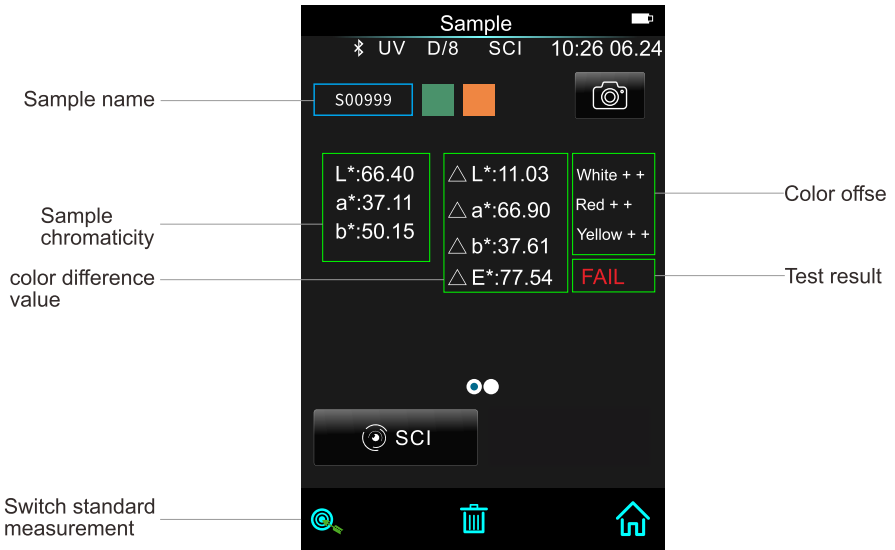 Sample
UV D/8 SCI 10:26 06.24
Sample name
S00999
L*:66.40
a*:37.11
b*:50.15
△ L*:11.03
△ a*:66.90
△ b*:37.61
△ E*:77.54
White + +
Red + +
Yellow + +
FAIL
Color offse
Test result
Sample
chromaticity
color difference
value
SCI
Switch standard
measurement